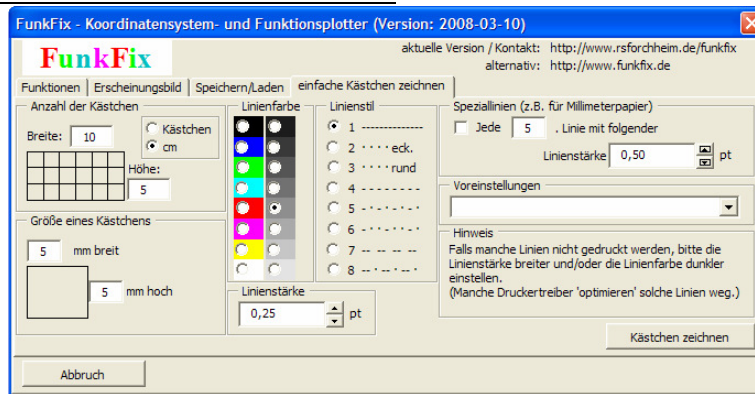 FunkFix - Koordinatensystem- und Funktionsplotter (Version: 2008-03-10)
FunkFix
aktuelle Version / Kontakt: http://www.rsforchheim.de/funkfix
alternativ: http://www.funkfix.de
Funktionen
Erscheinungsbild
Speichern/Laden
einfache Kästchen zeichnen
Anzahl der Kästchen
Breite: 10
Kästchen
cm
Höhe:
5
Größe eines Kästchens
5 mm breit
5 mm hoch
Linienfarbe
Linienstärke
0,25 pt
Linienstil
1 --------------
2 · · · · eck.
3 · · · · rund
4 - - - - - - - -
5 - · - · - · - ·
6 - · · - · · - ·
7 -- -- -- --
8 -- · -- · -- ·
Speziallinien (z.B. für Millimeterpapier)
Jede 5 . Linie mit folgender
Linienstärke 0,50 pt
Voreinstellungen
Hinweis
Falls manche Linien nicht gedruckt werden, bitte die
Linienstärke breiter und/oder die Linienfarbe dunkler
einstellen.
(Manche Druckertreiber 'optimieren' solche Linien weg.)
Kästchen zeichnen
Abbruch